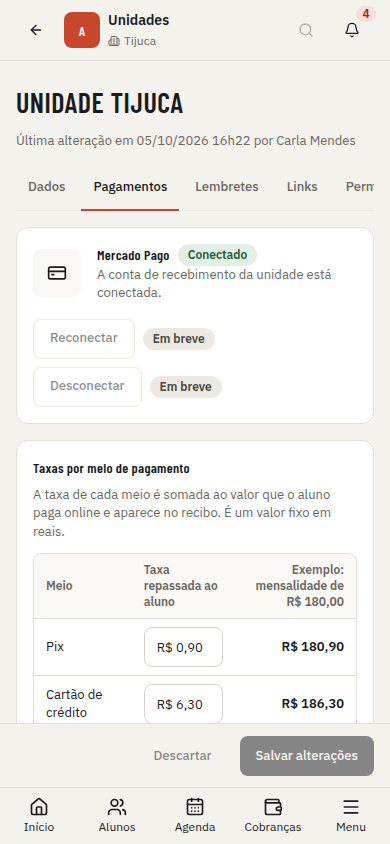 A
Unidades
Tijuca
4
UNIDADE TIJUCA
Última alteração em 05/10/2026 16h22 por Carla Mendes
Dados Pagamentos Lembretes Links Perm
Mercado Pago Conectado
A conta de recebimento da unidade está
conectada.
Reconectar Em breve
Desconectar Em breve
Taxas por meio de pagamento
A taxa de cada meio é somada ao valor que o aluno
paga online e aparece no recibo. É um valor fixo em
reais.
Meio
Taxa
repassada ao
aluno
Exemplo:
mensalidade de
R$ 180,00
Pix R$ 0,90 R$ 180,90
Cartão de
crédito
R$ 6,30 R$ 186,30
Descartar Salvar alterações
Início Alunos Agenda Cobranças Menu